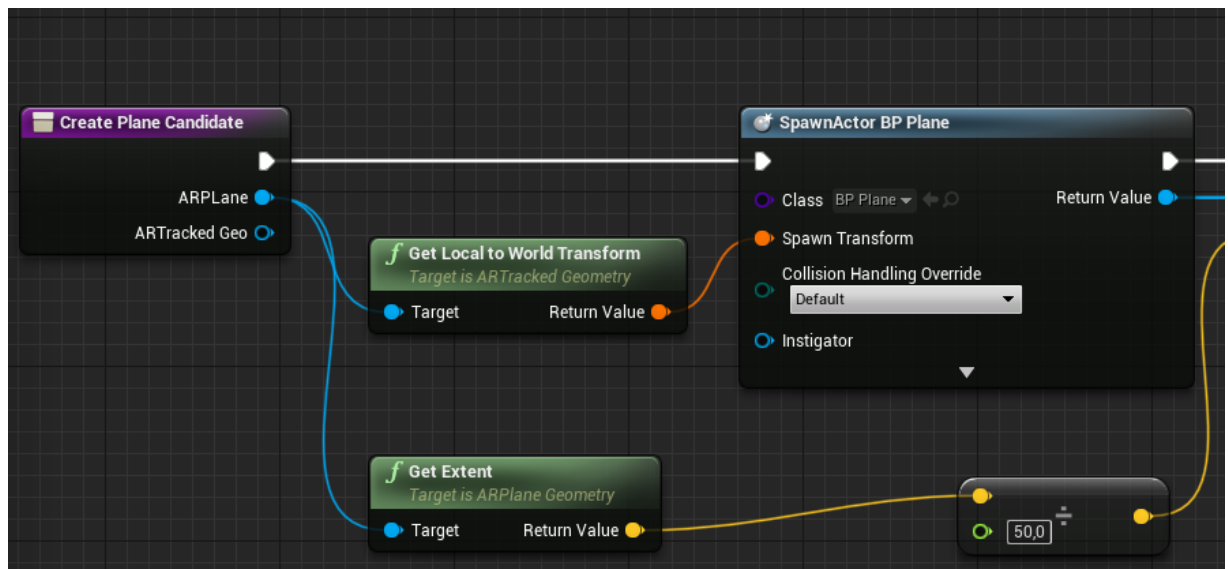 Create Plane Candidate
ARPLane
ARTracked Geo
f Get Local to World Transform
Target is ARTracked Geometry
Target
Return Value
SpawnActor BP Plane
Class BP Plane
Return Value
Spawn Transform
Collision Handling Override
Default
Instigator
f Get Extent
Target is ARPlane Geometry
Target
Return Value
÷
50,0